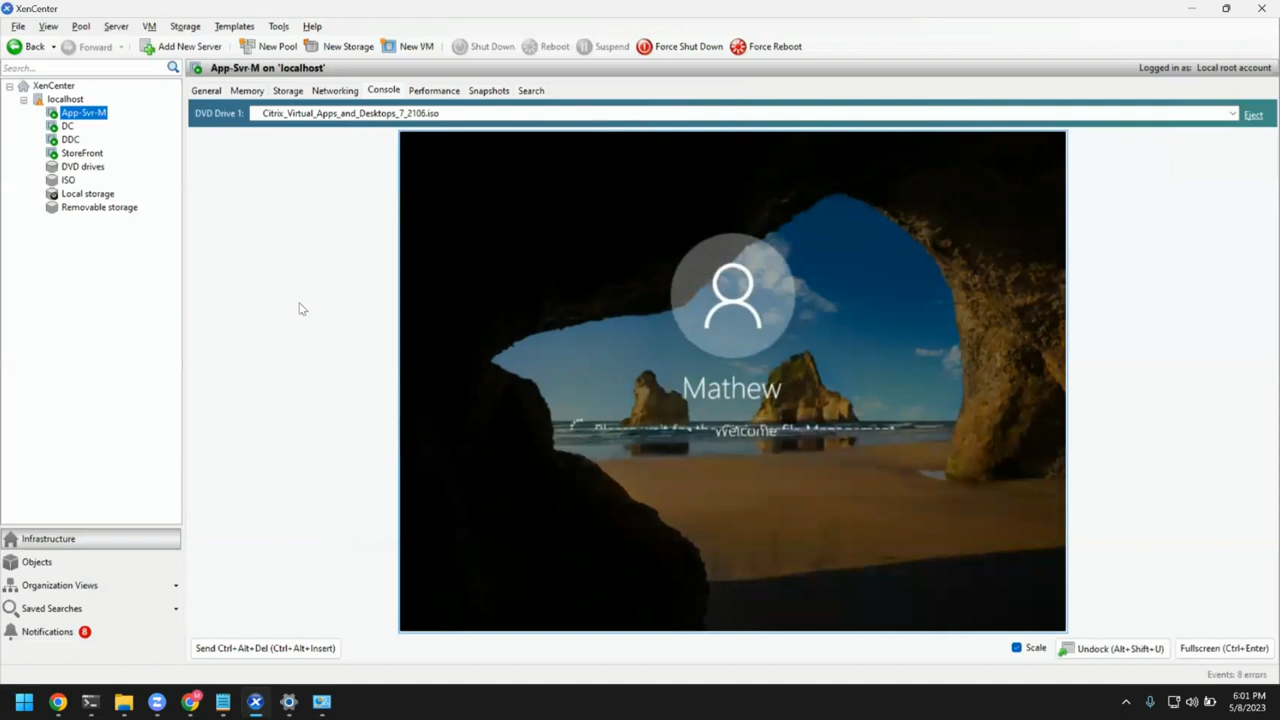 XenCenter
File View Pool Server VM Storage Templates Tools Help
Back Forward Add New Server New Pool New Storage New VM Shut Down Reboot Suspend Force Shut Down Force Reboot
Search...
App-Svr-M on 'localhost'
Logged in as: Local root account
XenCenter
localhost
App-Svr-M
DC
DDC
StoreFront
DVD drives
ISO
Local storage
Removable storage
General Memory Storage Networking Console Performance Snapshots Search
DVD Drive 1: Citrix_Virtual_Apps_and_Desktops_7_2106.iso Eject
Mathew
Welcome
Infrastructure
Objects
Organization Views
Saved Searches
Notifications 8
Send Ctrl+Alt+Del (Ctrl+Alt+Insert)
Scale Undock (Alt+Shift+U) Fullscreen (Ctrl+Enter)
Events: 8 errors
6:01 PM
5/8/2023